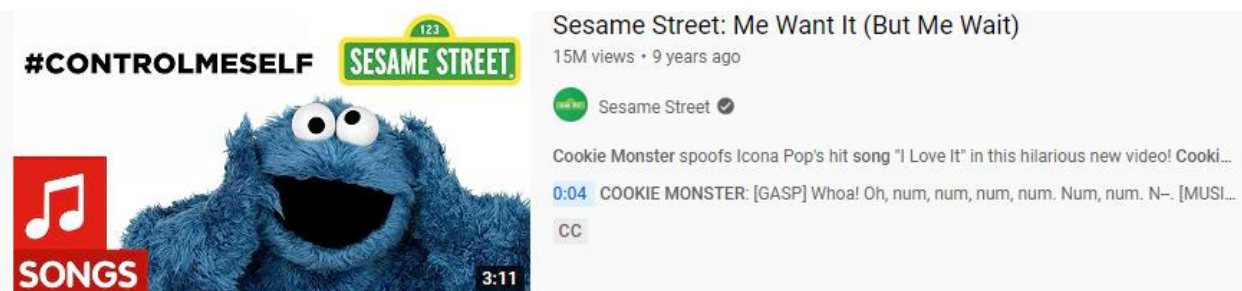 #CONTROLMESELF
123
SESAME STREET
SONGS
3:11
Sesame Street: Me Want It (But Me Wait)
15M views • 9 years ago
Sesame Street
Cookie Monster spoofs Icona Pop's hit song "I Love It" in this hilarious new video! Cooki...
0:04 COOKIE MONSTER: [GASP] Whoa! Oh, num, num, num, num. Num, num. N--. [MUSI...
CC